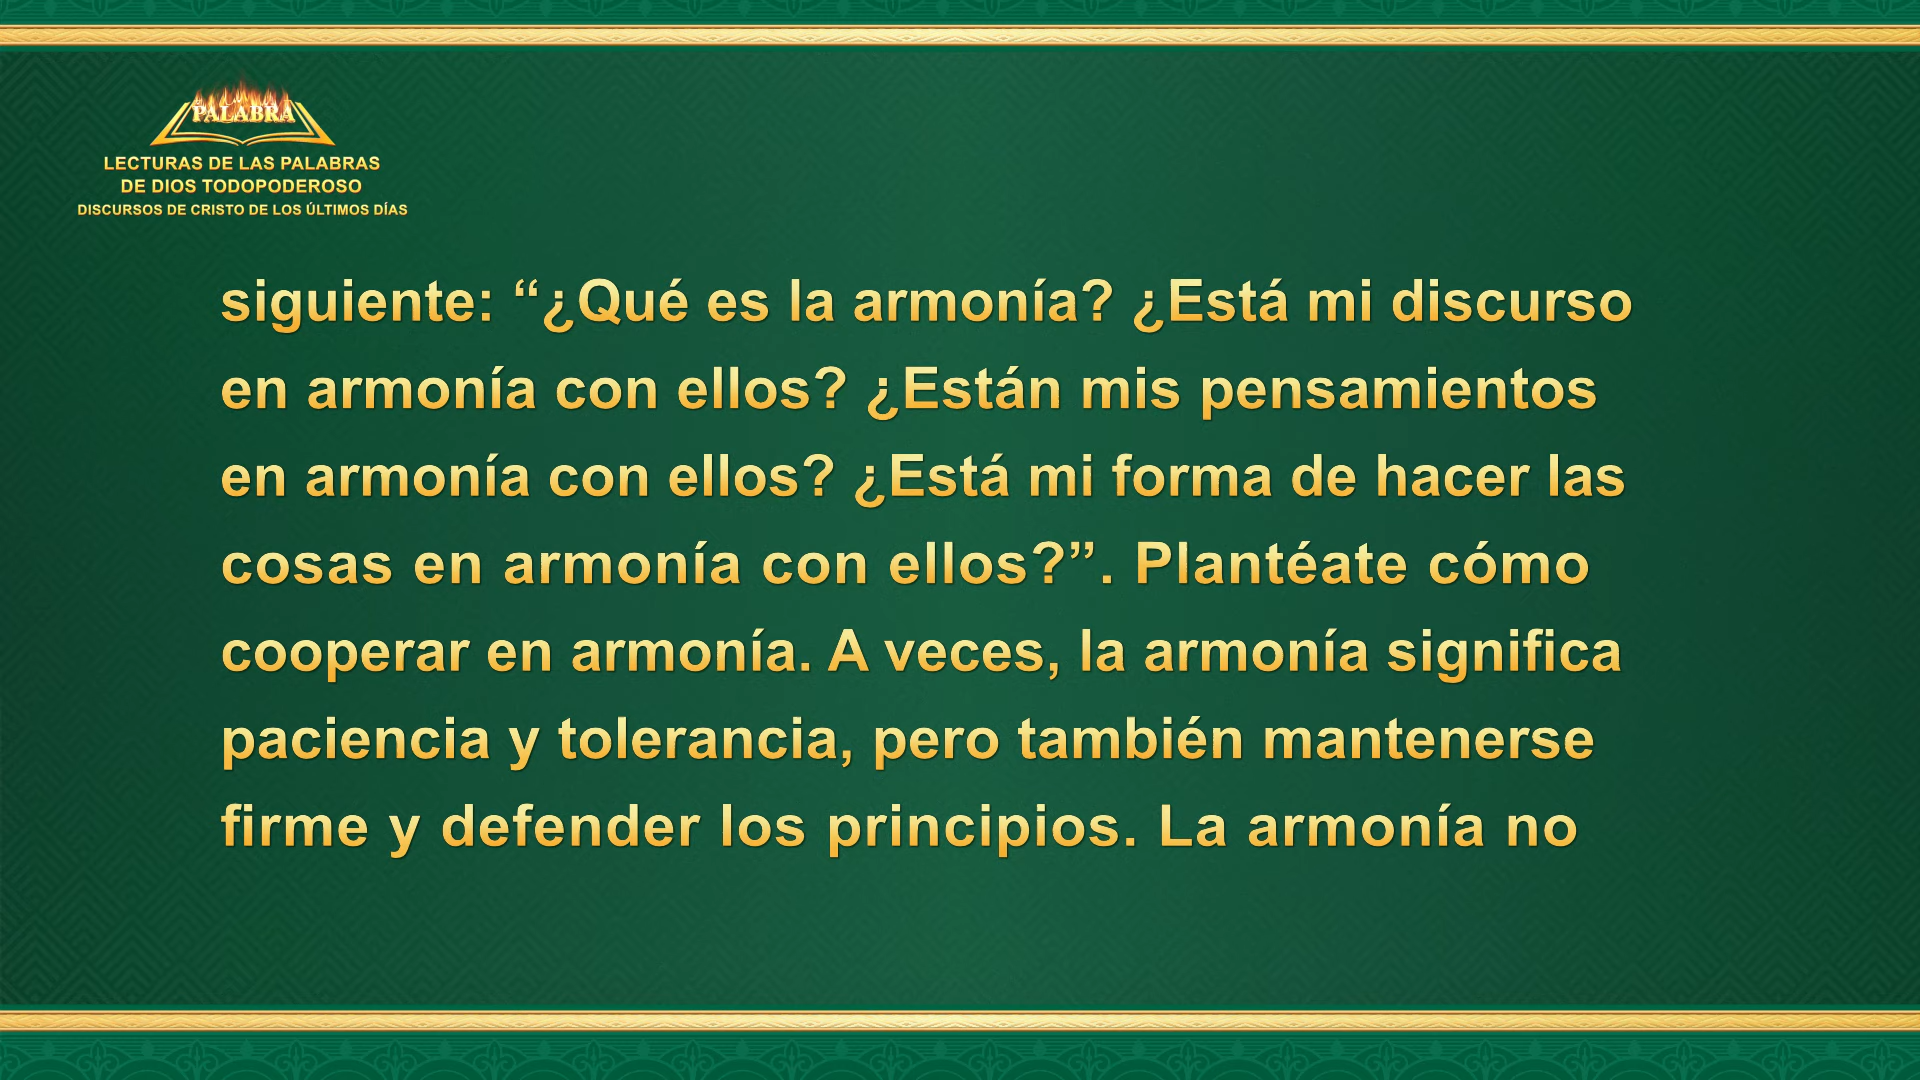 PALABRA
LECTURAS DE LAS PALABRAS
DE DIOS TODOPODEROSO
DISCURSOS DE CRISTO DE LOS ÚLTIMOS DÍAS
siguiente: “¿Qué es la armonía? ¿Está mi discurso
en armonía con ellos? ¿Están mis pensamientos
en armonía con ellos? ¿Está mi forma de hacer las
cosas en armonía con ellos?”. Plantéate cómo
cooperar en armonía. A veces, la armonía significa
paciencia y tolerancia, pero también mantenerse
firme y defender los principios. La armonía no